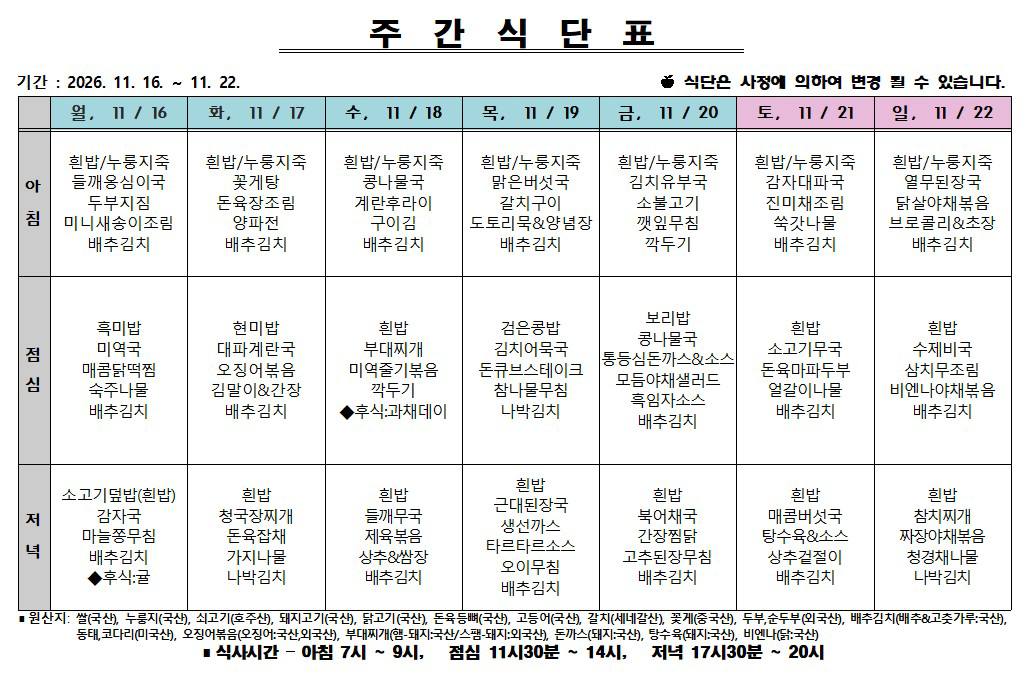 주 간 식 단 표
기간 : 2026. 11. 16. ~ 11. 22.
식단은 사정에 의하여 변경 될 수 있습니다.
월, 11 / 16
화, 11 / 17
수, 11 / 18
목, 11 / 19
금, 11 / 20
토, 11 / 21
일, 11 / 22
아침
흰밥/누룽지죽
들깨옹심이국
두부지짐
미니새송이조림
배추김치
흰밥/누룽지죽
꽃게탕
돈육장조림
양파전
배추김치
흰밥/누룽지죽
콩나물국
계란후라이
구이김
배추김치
흰밥/누룽지죽
맑은버섯국
갈치구이
도토리묵&양념장
배추김치
흰밥/누룽지죽
김치유부국
소불고기
깻잎무침
깍두기
흰밥/누룽지죽
감자대파국
진미채조림
쑥갓나물
배추김치
흰밥/누룽지죽
열무된장국
닭살야채볶음
브로콜리&초장
배추김치
점심
흑미밥
미역국
매콤닭떡찜
숙주나물
배추김치
현미밥
대파계란국
오징어볶음
김말이&간장
배추김치
흰밥
부대찌개
미역줄기볶음
깍두기
◆후식:과채데이
검은콩밥
김치어묵국
돈큐브스테이크
참나물무침
나박김치
보리밥
콩나물국
통등심돈까스&소스
모듬야채샐러드
흑임자소스
배추김치
흰밥
소고기무국
돈육마파두부
얼갈이나물
배추김치
흰밥
수제비국
삼치무조림
비엔나야채볶음
배추김치
저녁
소고기덮밥(흰밥)
감자국
마늘쫑무침
배추김치
◆후식:귤
흰밥
청국장찌개
돈육잡채
가지나물
나박김치
흰밥
들깨무국
제육볶음
상추&쌈장
배추김치
흰밥
근대된장국
생선까스
타르타르소스
오이무침
배추김치
흰밥
북어채국
간장찜닭
고추된장무침
배추김치
흰밥
매콤버섯국
탕수육&소스
상추겉절이
배추김치
흰밥
참치찌개
짜장야채볶음
청경채나물
나박김치
■ 원산지: 쌀(국산), 누룽지(국산), 쇠고기(호주산), 돼지고기(국산), 닭고기(국산), 돈육등뼈(국산), 고등어(국산), 갈치(세네갈산), 꽃게(중국산), 두부,순두부(외국산), 배추김치(배추&고춧가루:국산),
동태,코다리(미국산), 오징어볶음(오징어:국산,외국산), 부대찌개(햄-돼지:국산/스팸-돼지:외국산), 돈까스(돼지:국산), 탕수육(돼지:국산), 비엔나(닭:국산)
■ 식사시간 - 아침 7시 ~ 9시, 점심 11시30분 ~ 14시, 저녁 17시30분 ~ 20시